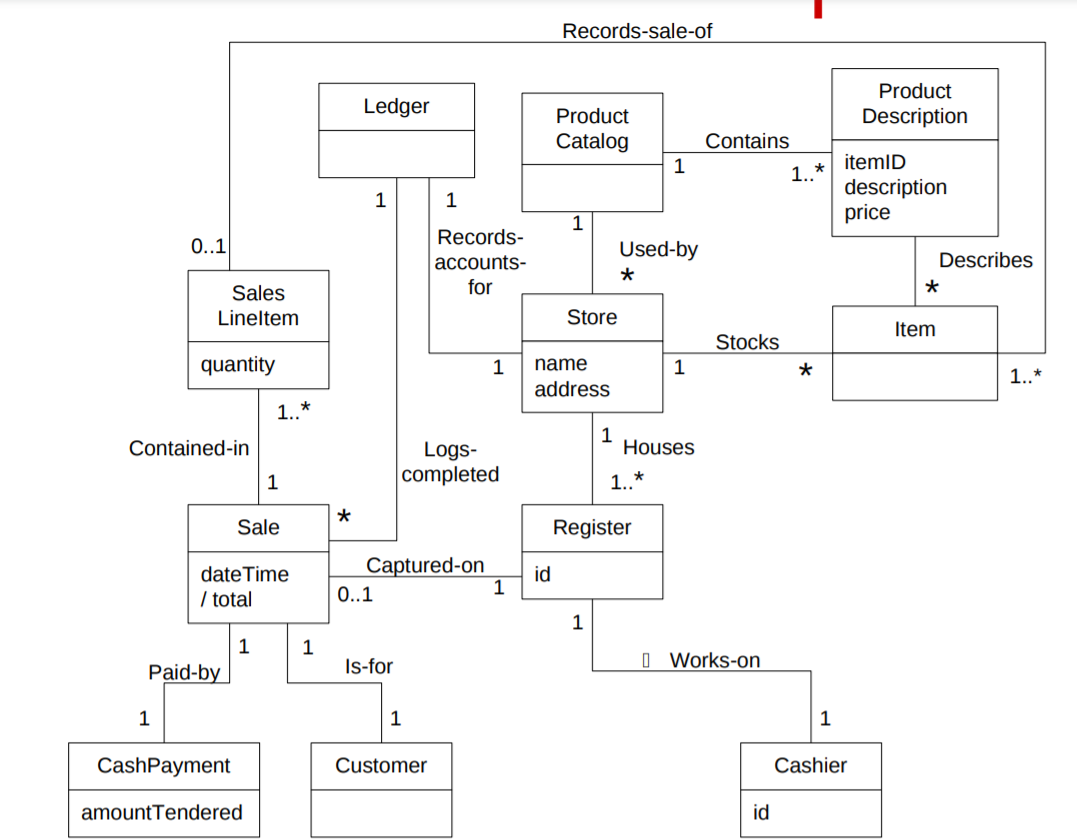 Records-sale-of
Ledger
Product
Catalog
Product
Description
itemID
description
price
Contains
1
1..*
1
1
Records-
accounts-
for
1
Used-by
*
Describes
*
0..1
Sales
LineItem
quantity
Store
name
address
1
Stocks
1
*
Item
1..*
1..*
Contained-in
1
Logs-
completed
1
Houses
1..*
Sale
dateTime
/ total
*
Captured-on
0..1
1
Register
id
1
1
Paid-by
Is-for
1
Works-on
1
1
1
CashPayment
amountTendered
Customer
Cashier
id